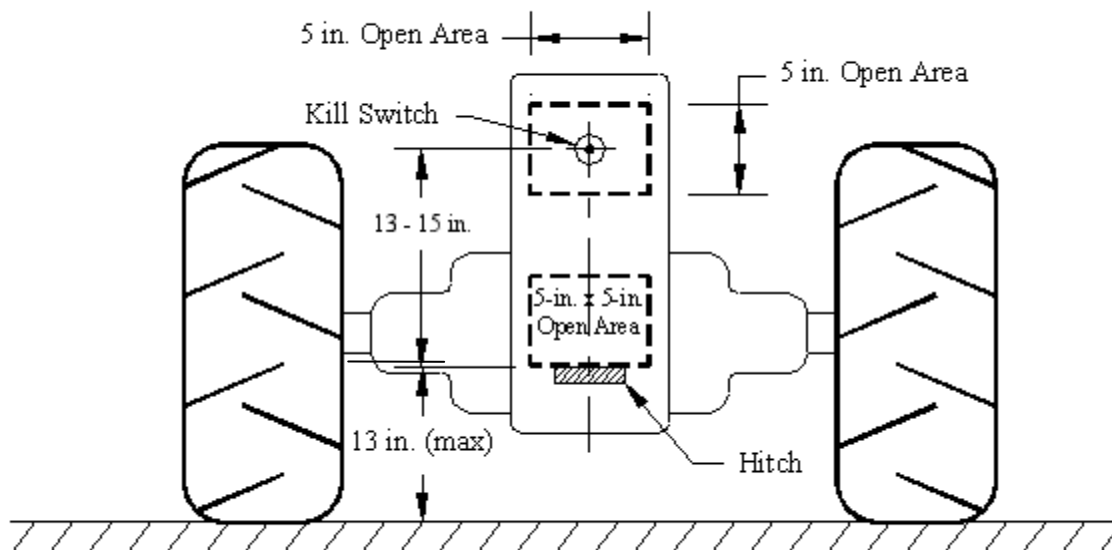 5 in. Open Area
5 in. Open Area
Kill Switch
13 - 15 in.
5-in. x 5-in.
Open Area
13 in. (max)
Hitch